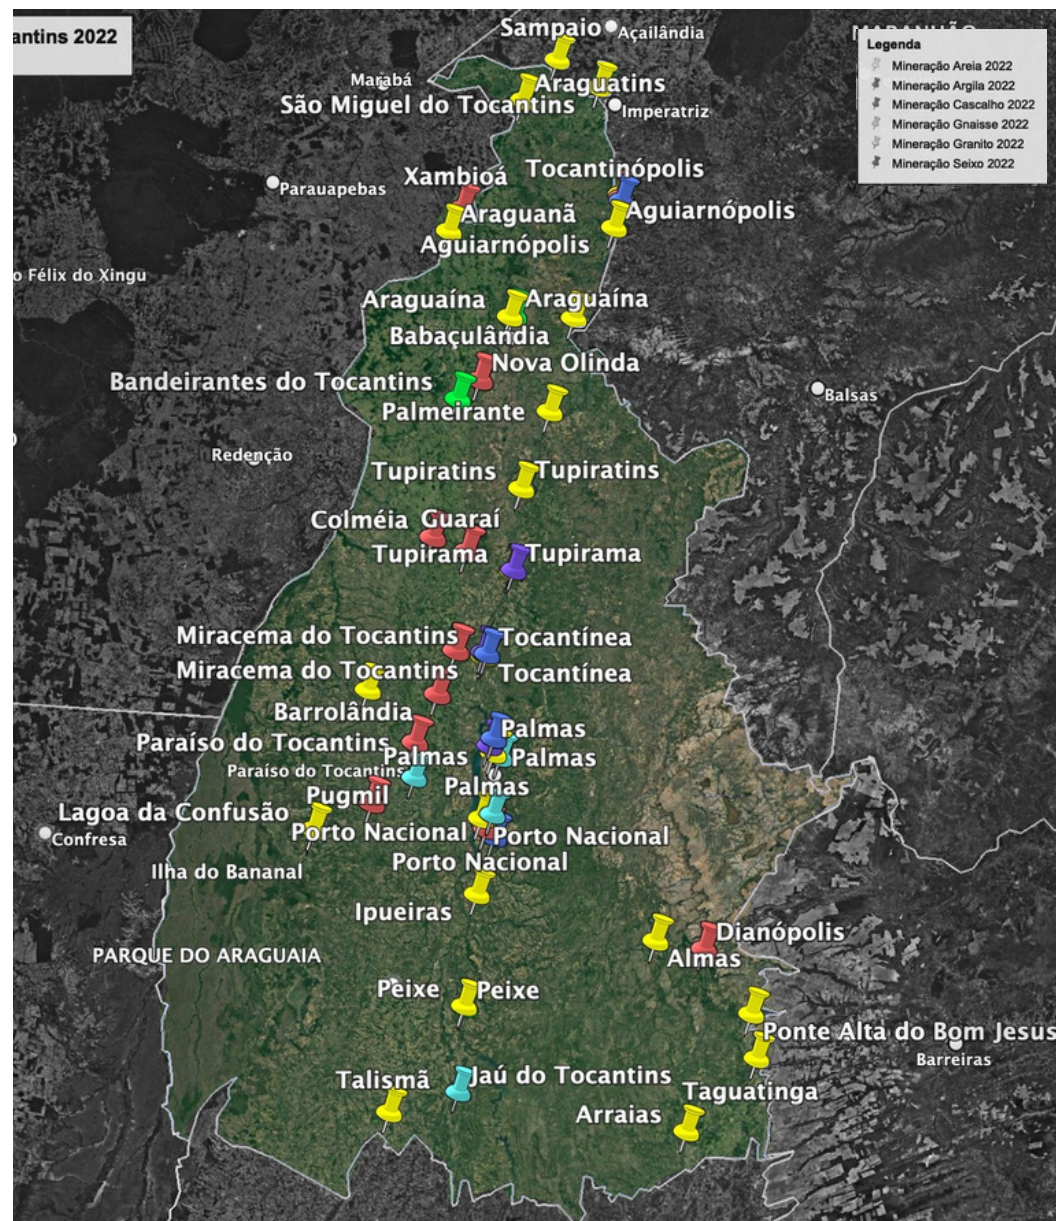 antins 2022
Sampaio
Açailândia
MARANHÃO
Legenda
Mineração Areia 2022
Mineração Argila 2022
Mineração Cascalho 2022
Mineração Gnaisse 2022
Mineração Granito 2022
Mineração Seixo 2022
Marabá
Araguatins
São Miguel do Tocantins
Imperatriz
Xambioá
Tocantinópolis
Parauapebas
Araguanã
Aguiarnópolis
Aguiarnópolis
o Félix do Xingu
Araguaína
Araguaína
Babaçulândia
Nova Olinda
Bandeirantes do Tocantins
Balsas
Palmeirante
Redenção
Tupiratins
Tupiratins
Colméia
Guaraí
Tupirama
Tupirama
Miracema do Tocantins
Tocantínea
Miracema do Tocantins
Tocantínea
Barrolândia
Palmas
Paraíso do Tocantins
Palmas
Palmas
Paraíso do Tocantins
Palmas
Pugmil
Lagoa da Confusão
Confresa
Porto Nacional
Porto Nacional
Porto Nacional
Ilha do Bananal
Ipueiras
Dianópolis
PARQUE DO ARAGUAIA
Almas
Peixe
Peixe
Ponte Alta do Bom Jesus
Barreiras
Talismã
Jaú do Tocantins
Taguatinga
Arraias